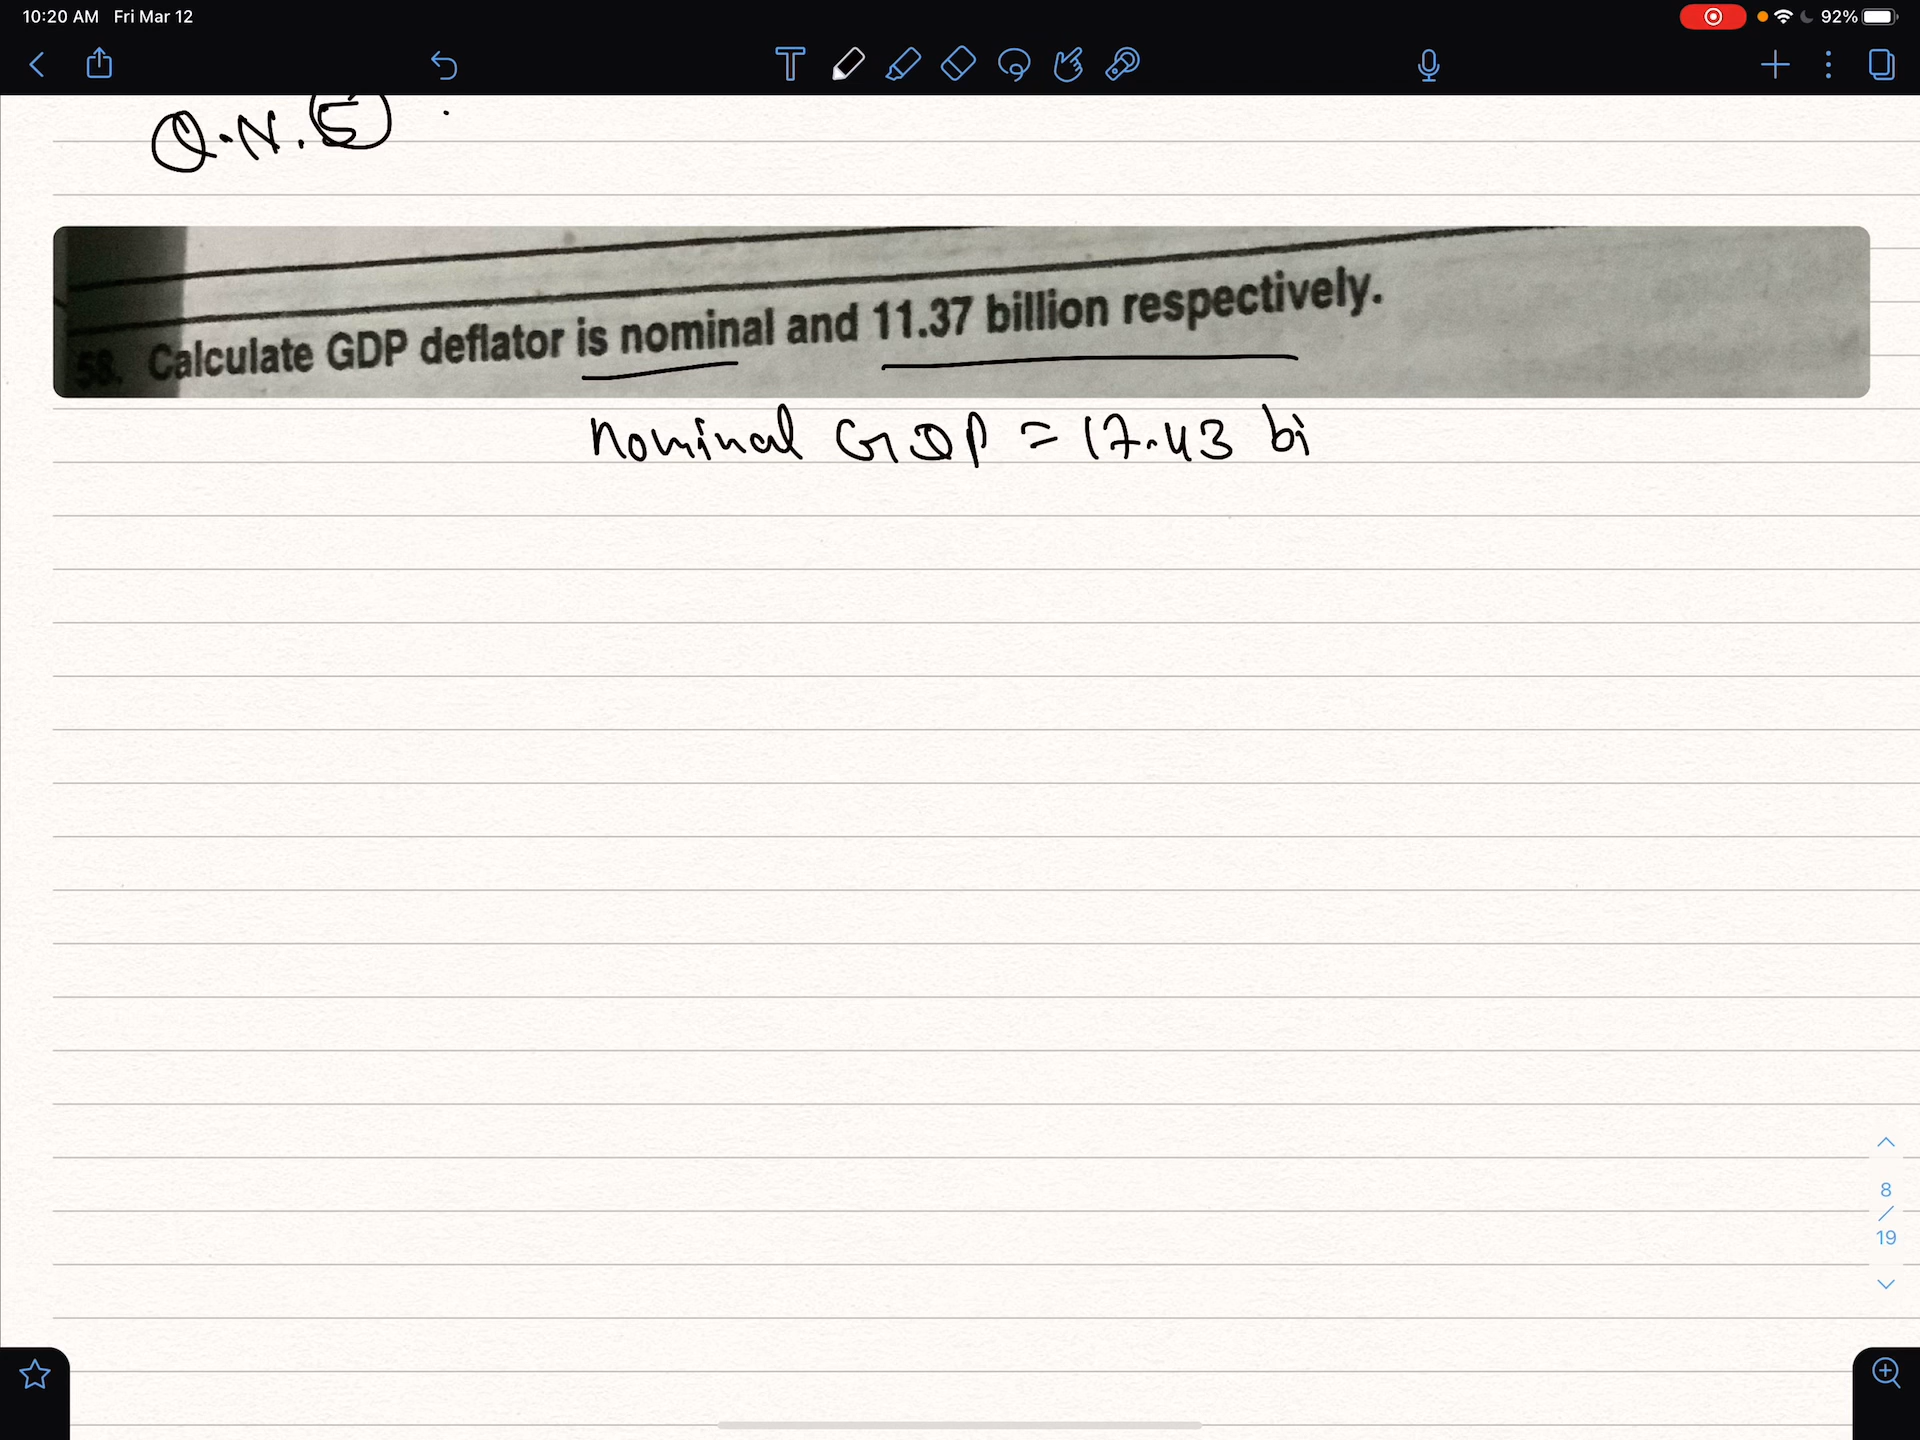 10:20 AM Fri Mar 12
92%
Q.N. 5
58. Calculate GDP deflator is nominal and 11.37 billion respectively.
Nominal GDP = 17.43 bi
8
/
19